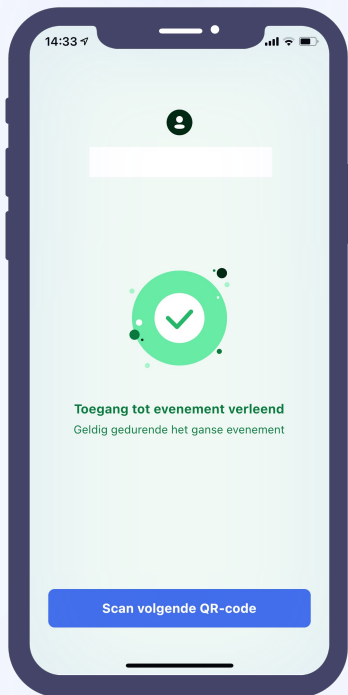 14:33
Toegang tot evenement verleend
Geldig gedurende het ganse evenement
Scan volgende QR-code